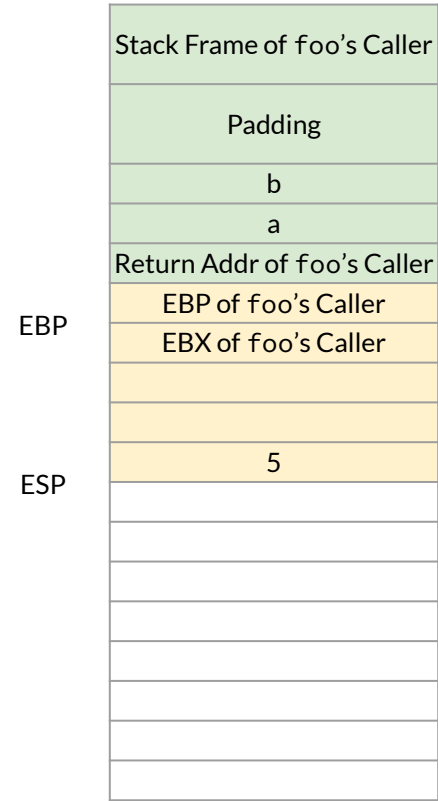 Stack Frame of foo’s Caller
Padding
b
a
Return Addr of foo’s Caller
EBP of foo’s Caller
EBP
EBX of foo’s Caller
5
ESP